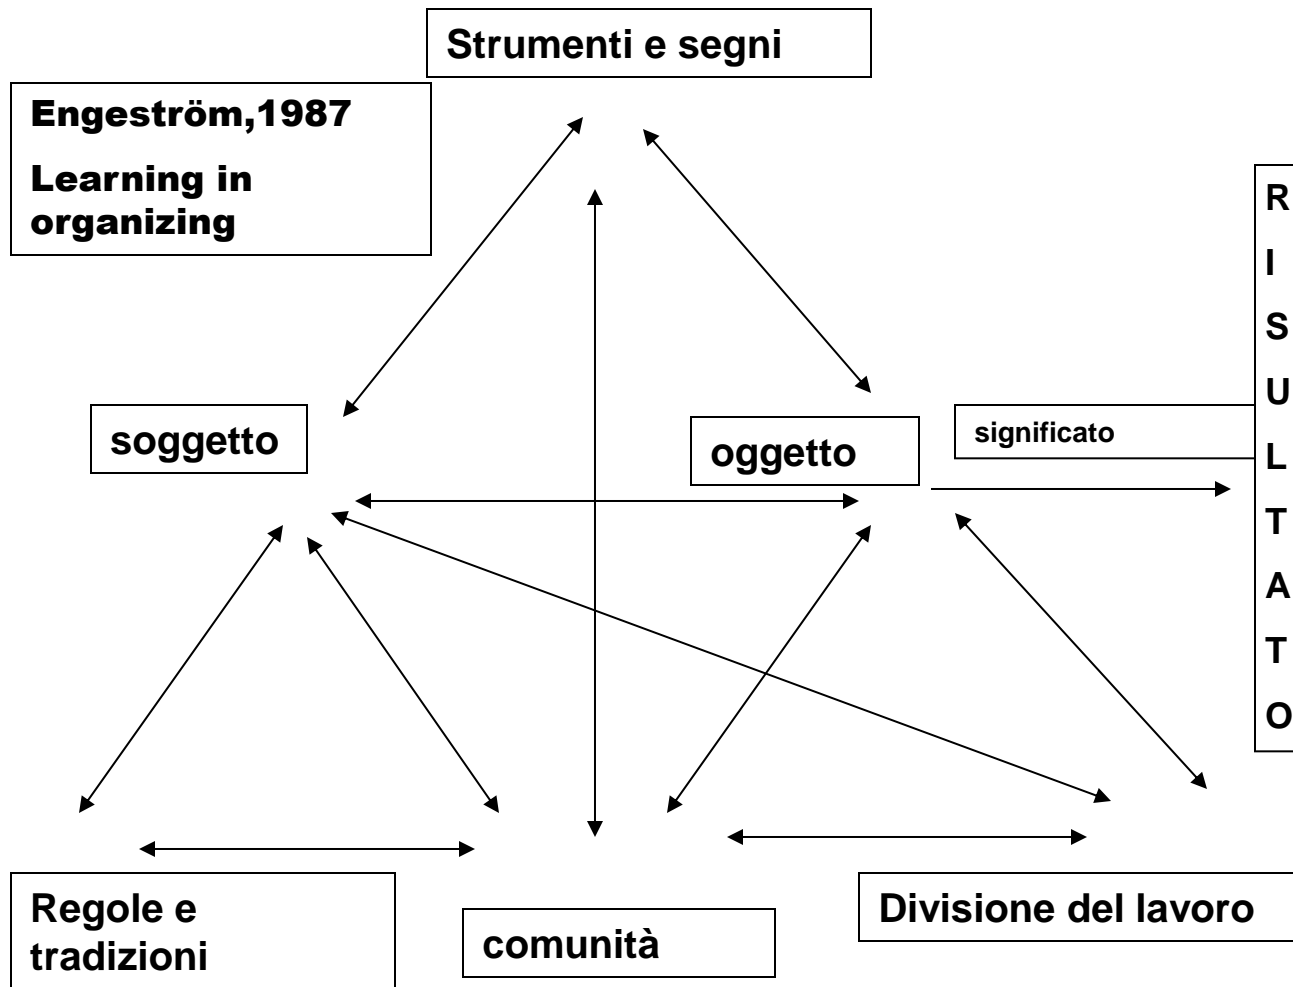 Strumenti e segni
Engeström,1987
Learning in
organizing
R
I
S
U
L
T
A
T
O
soggetto
oggetto
significato
Regole e
tradizioni
comunità
Divisione del lavoro